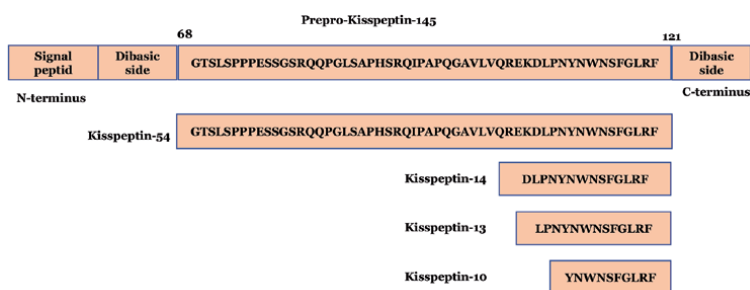 Prepro-Kisspeptin-145
68
121
Signal peptid
Dibasic side
GTSLSPPPESSGSRQQPGLSAPHSRQIPAPQGAVLVQREKDLPNYNWNSFGLRF
Dibasic side
N-terminus
C-terminus
Kisspeptin-54
GTSLSPPPESSGSRQQPGLSAPHSRQIPAPQGAVLVQREKDLPNYNWNSFGLRF
Kisspeptin-14
DLPNYNWNSFGLRF
Kisspeptin-13
LPNYNWNSFGLRF
Kisspeptin-10
YNWNSFGLRF